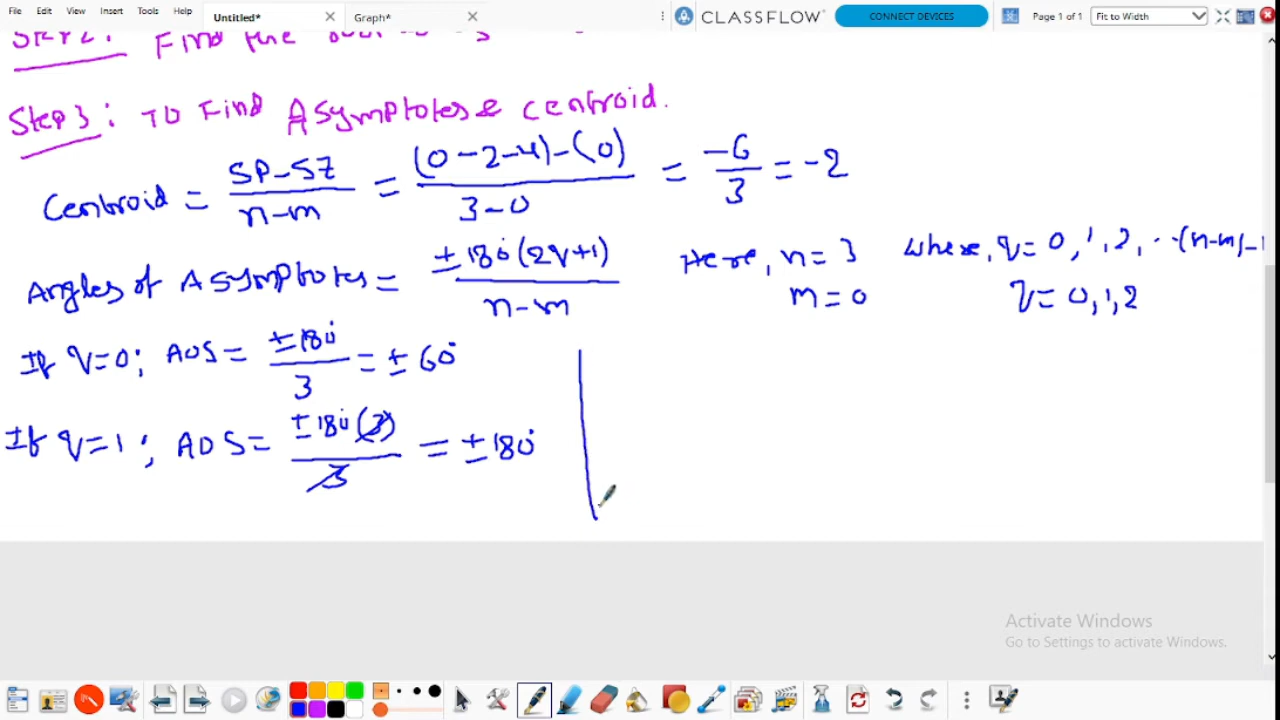 File Edit View Insert Tools Help
Untitled* Graph* CLASSFLOW CONNECT DEVICES Page 1 of 1 Fit to Width
Find the
Step 3: To Find Asymptotes & centroid.
Centroid = SP-SZ / n-m = (0-2-4)-(0) / 3-0 = -6/3 = -2
Angles of Asymptotes = ±180°(2q+1) / n-m Here, n=3 where, q=0,1,2,..(n-m)-1
m=0 q=0,1,2
If q=0; AOS = ±180° / 3 = ±60°
If q=1; AOS = ±180°(3) / 3 = ±180°
Activate Windows
Go to Settings to activate Windows.